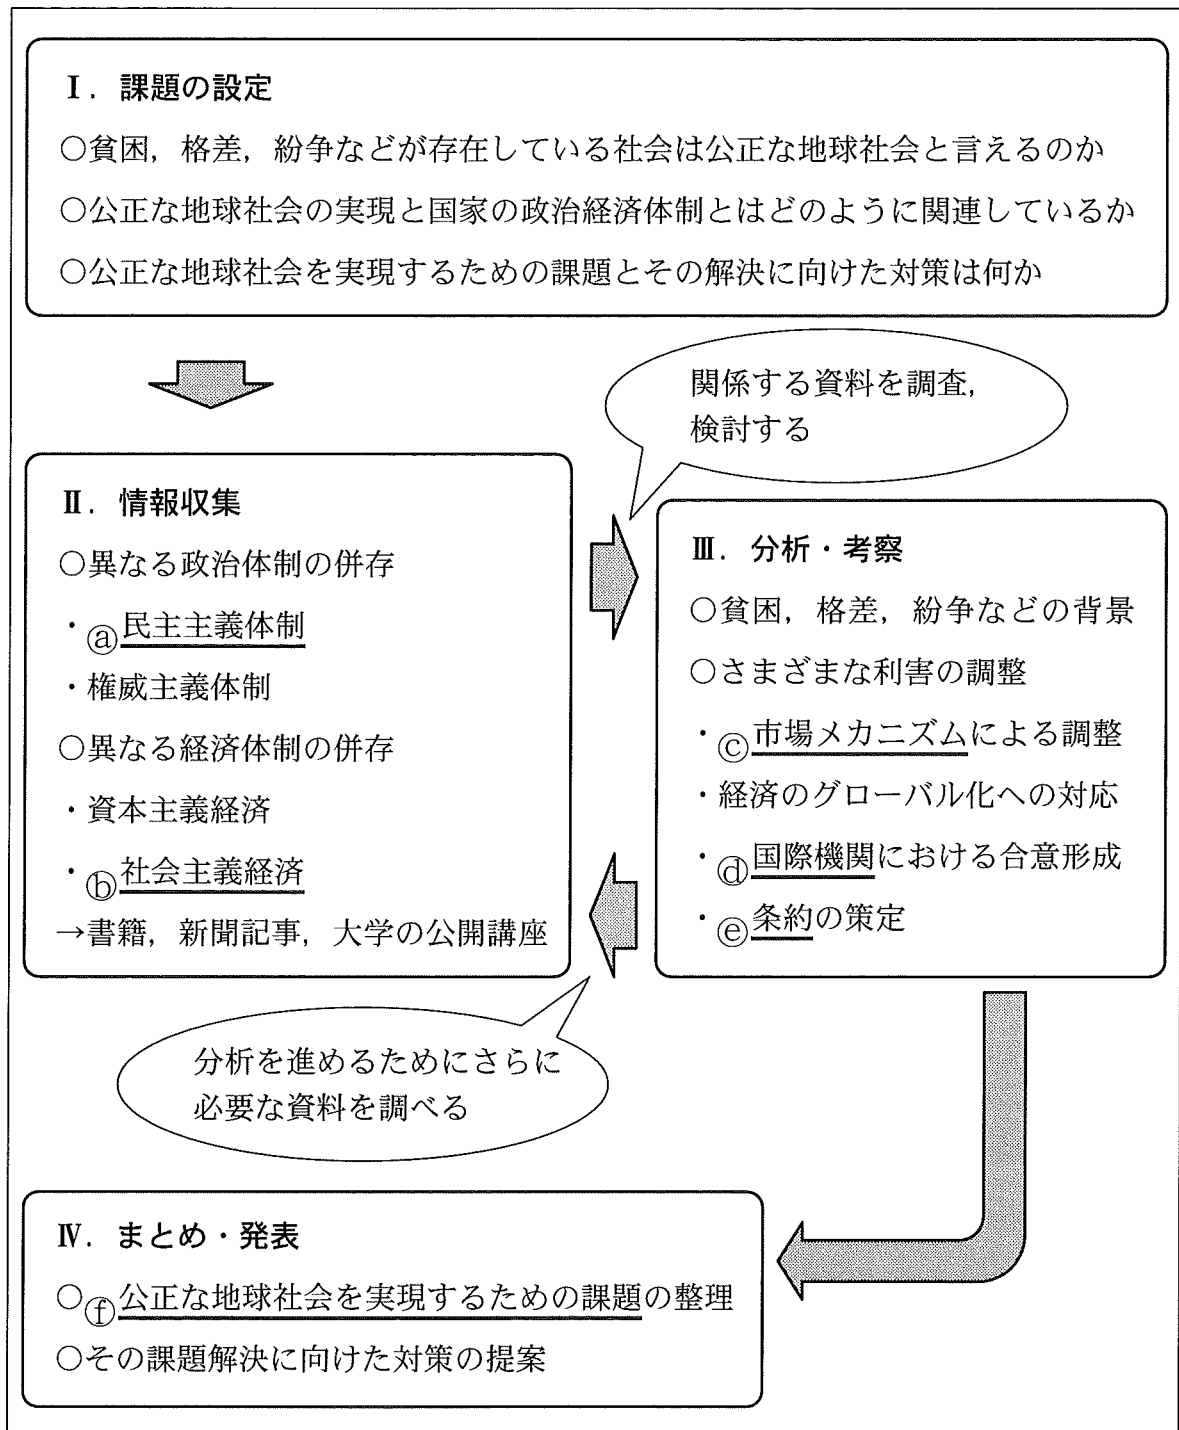 Ⅰ．課題の設定
○貧困，格差，紛争などが存在している社会は公正な地球社会と言えるのか
○公正な地球社会の実現と国家の政治経済体制とはどのように関連しているか
○公正な地球社会を実現するための課題とその解決に向けた対策は何か
関係する資料を調査，
検討する
Ⅱ．情報収集
○異なる政治体制の併存
・ⓐ民主主義体制
・権威主義体制
○異なる経済体制の併存
・資本主義経済
・ⓑ社会主義経済
→書籍，新聞記事，大学の公開講座
Ⅲ．分析・考察
○貧困，格差，紛争などの背景
○さまざまな利害の調整
・ⓒ市場メカニズムによる調整
・経済のグローバル化への対応
・ⓓ国際機関における合意形成
・ⓔ条約の策定
分析を進めるためにさらに
必要な資料を調べる
Ⅳ．まとめ・発表
○ⓕ公正な地球社会を実現するための課題の整理
○その課題解決に向けた対策の提案